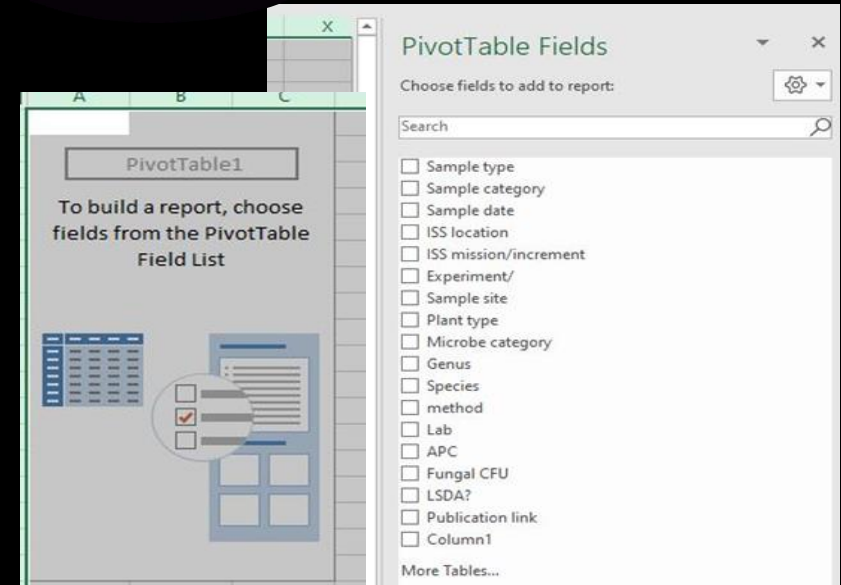 X
A B C
PivotTable1
To build a report, choose
fields from the PivotTable
Field List
PivotTable Fields
Choose fields to add to report:
Search
Sample type
Sample category
Sample date
ISS location
ISS mission/increment
Experiment/
Sample site
Plant type
Microbe category
Genus
Species
method
Lab
APC
Fungal CFU
LSDA?
Publication link
Column1
More Tables...